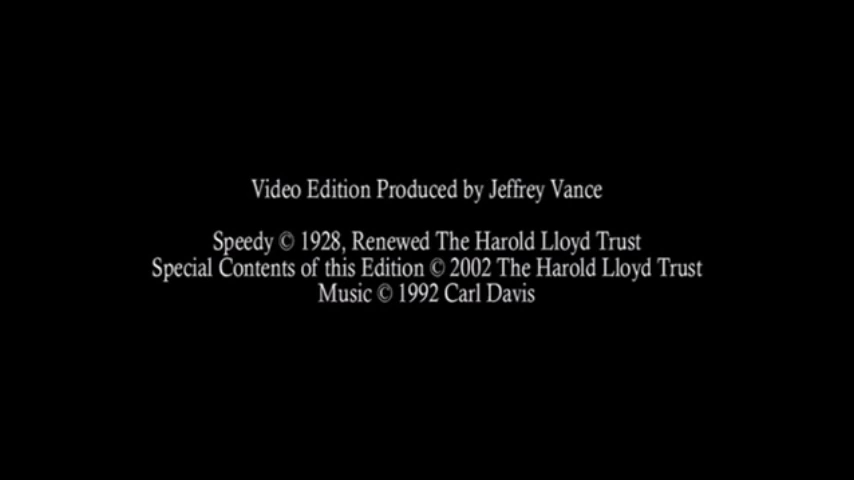 Video Edition Produced by Jeffrey Vance
Speedy © 1928, Renewed The Harold Lloyd Trust
Special Contents of this Edition © 2002 The Harold Lloyd Trust
Music © 1992 Carl Davis